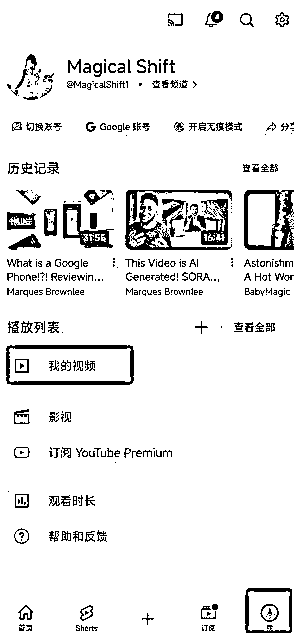 Magical Shift
@MagicalShift1 • 查看频道 >
切换账号
Google 账号
开启无痕模式
分享
历史记录
查看全部
What is a Google Phone!?! Reviewin...
Marques Brownlee
16:41
This Video is AI Generated! SORA...
Marques Brownlee
Astonishm
A Hot Wor
BabyMagic
播放列表
查看全部
我的视频
影视
订阅 YouTube Premium
观看时长
帮助和反馈
首页
Shorts
订阅